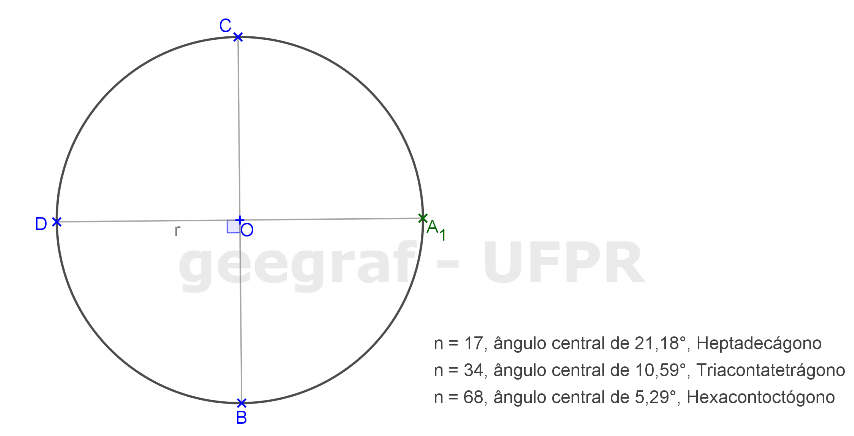 C
D
r
O
A1
geegraf - UFPR
n = 17, ângulo central de 21,18°, Heptadecágono
n = 34, ângulo central de 10,59°, Triacontatetrágono
n = 68, ângulo central de 5,29°, Hexacontoctógono
B